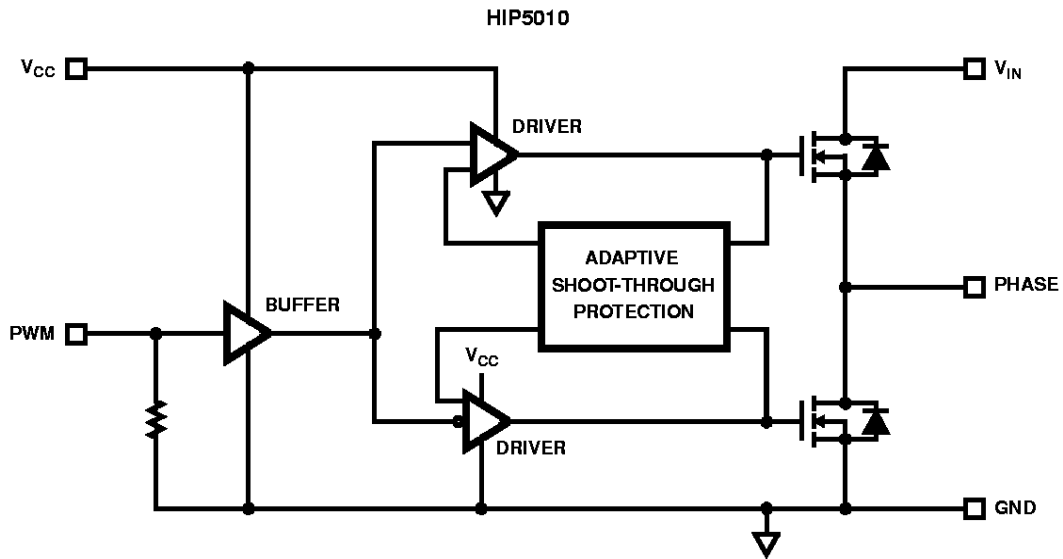 HIP5010
VCC
VIN
DRIVER
ADAPTIVE
SHOOT-THROUGH
PROTECTION
PHASE
BUFFER
PWM
VCC
DRIVER
GND